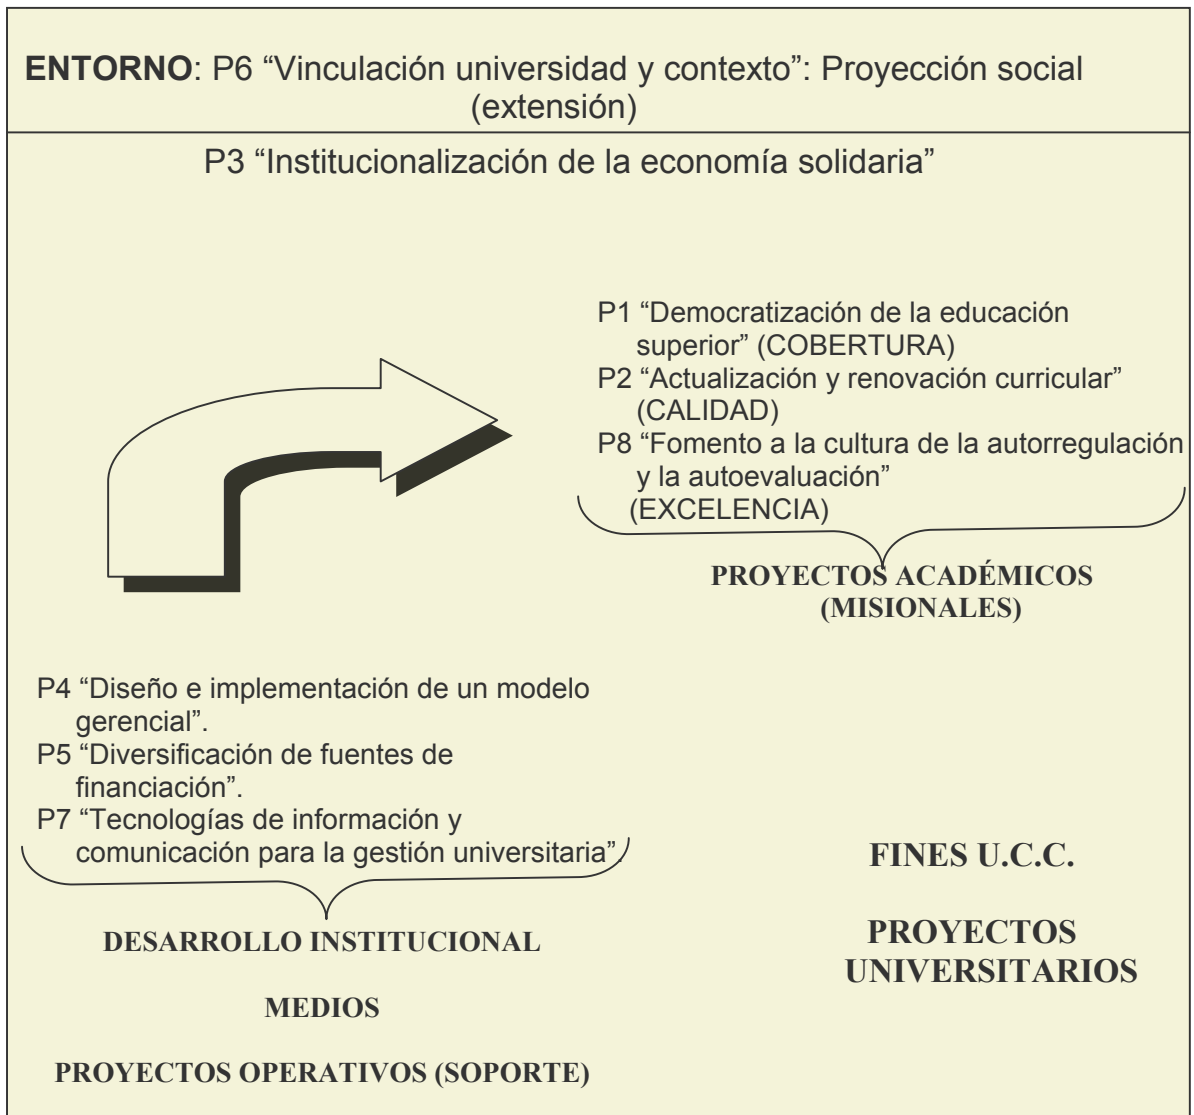 ENTORNO: P6 “Vinculación universidad y contexto”: Proyección social
(extensión)
P3 “Institucionalización de la economía solidaria”
P1 “Democratización de la educación
superior” (COBERTURA)
P2 “Actualización y renovación curricular”
(CALIDAD)
P8 “Fomento a la cultura de la autorregulación
y la autoevaluación”
(EXCELENCIA)
PROYECTOS ACADÉMICOS
(MISIONALES)
P4 “Diseño e implementación de un modelo
gerencial”.
P5 “Diversificación de fuentes de
financiación”.
P7 “Tecnologías de información y
comunicación para la gestión universitaria”.
DESARROLLO INSTITUCIONAL
MEDIOS
PROYECTOS OPERATIVOS (SOPORTE)
FINES U.C.C.
PROYECTOS
UNIVERSITARIOS